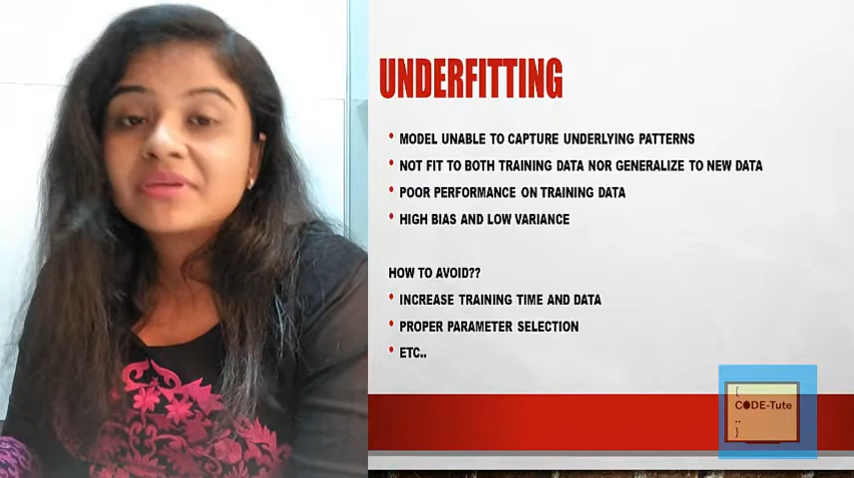 UNDERFITTING
• MODEL UNABLE TO CAPTURE UNDERLYING PATTERNS
• NOT FIT TO BOTH TRAINING DATA NOR GENERALIZE TO NEW DATA
• POOR PERFORMANCE ON TRAINING DATA
• HIGH BIAS AND LOW VARIANCE
HOW TO AVOID??
• INCREASE TRAINING TIME AND DATA
• PROPER PARAMETER SELECTION
• ETC..
{
CODE-Tute
..
}